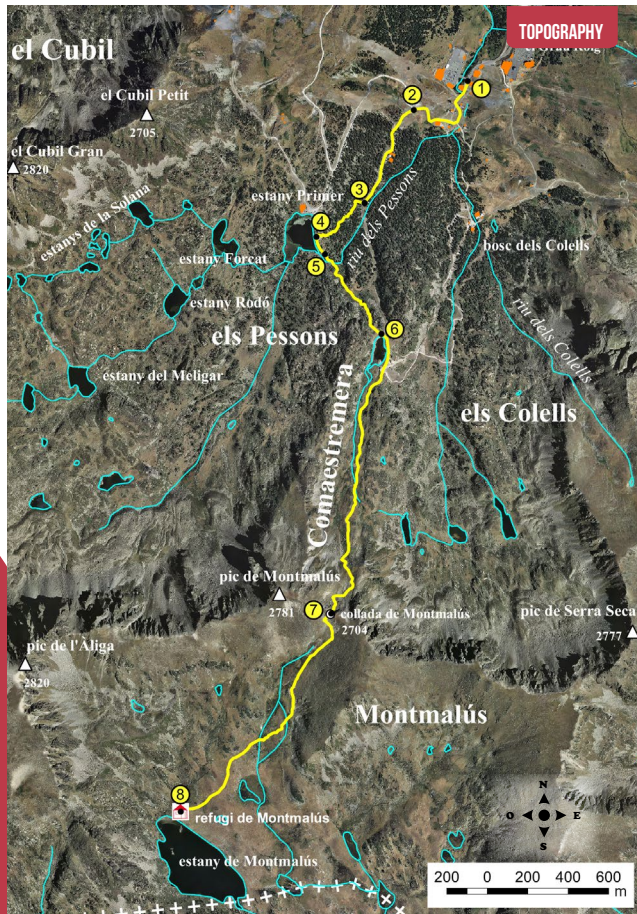 TOPOGRAPHY
el Grau Roig
el Cubil
el Cubil Petit
2705
1
2
el Cubil Gran
2820
estanys de la Solana
estany Primer
3
4
riu dels Pessons
bosc dels Colells
estany Forcat
5
estany Rodó
6
riu dels Colells
els Pessons
estany del Meligar
els Colells
Comaestremera
pic de Montmalús
2781
7
collada de Montmalús
2704
pic de Serra Seca
2777
pic de l'Àliga
2820
Montmalús
8
refugi de Montmalús
estany de Montmalús
N
O E
S
200 0 200 400 600
m